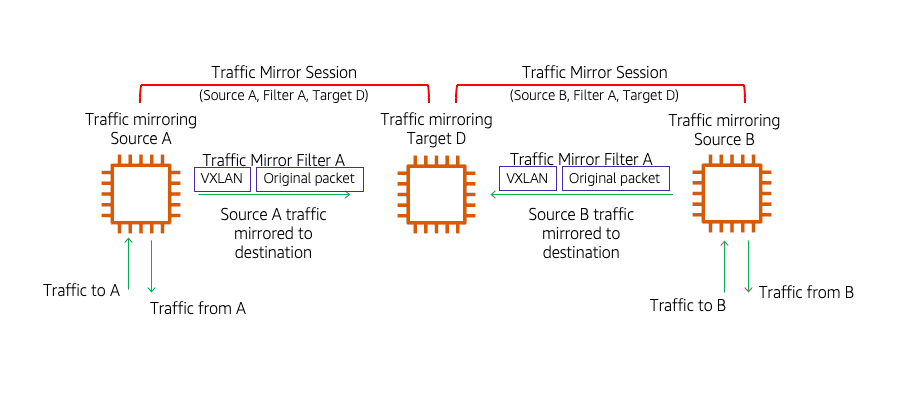 Traffic Mirror Session
(Source A, Filter A, Target D)
Traffic Mirror Session
(Source B, Filter A, Target D)
Traffic mirroring
Source A
Traffic mirroring
Target D
Traffic mirroring
Source B
Traffic Mirror Filter A
VXLAN
Original packet
Source A traffic
mirrored to
destination
Traffic Mirror Filter A
VXLAN
Original packet
Source B traffic
mirrored to
destination
Traffic to A
Traffic from A
Traffic to B
Traffic from B